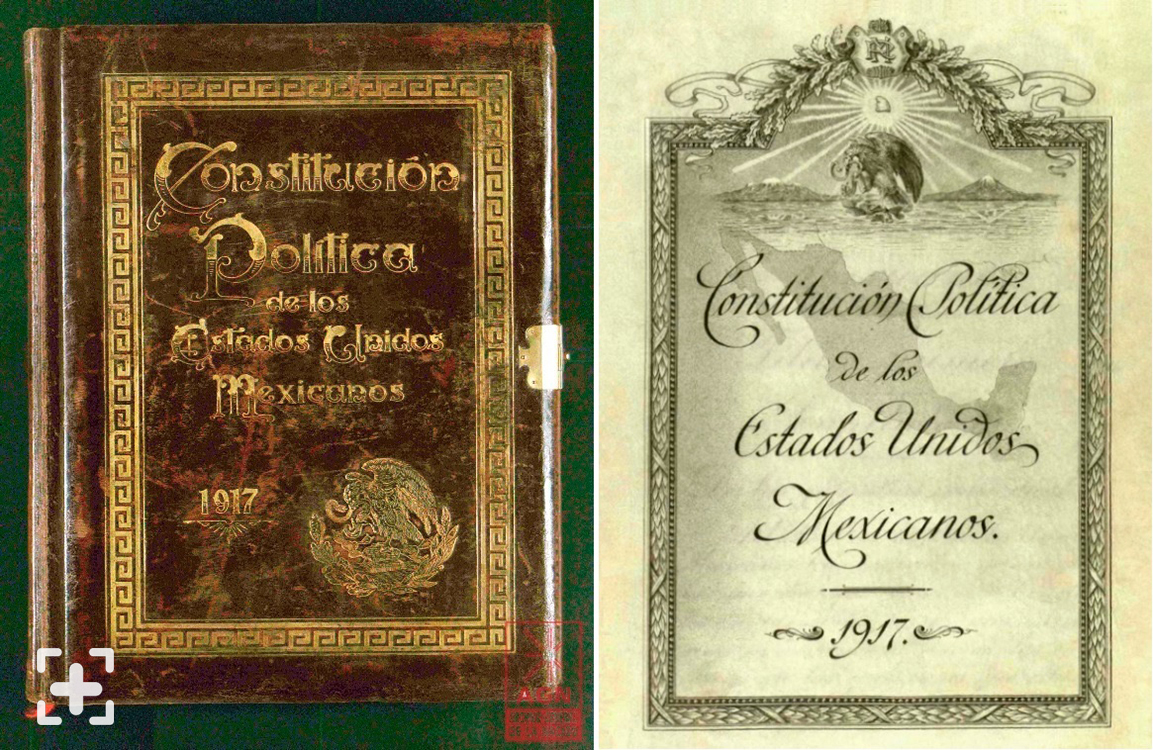 Constitución
Política
de los
Estados Unidos
Mexicanos
1917
AGN
Constitución Política
de los
Estados Unidos
Mexicanos.
1917.